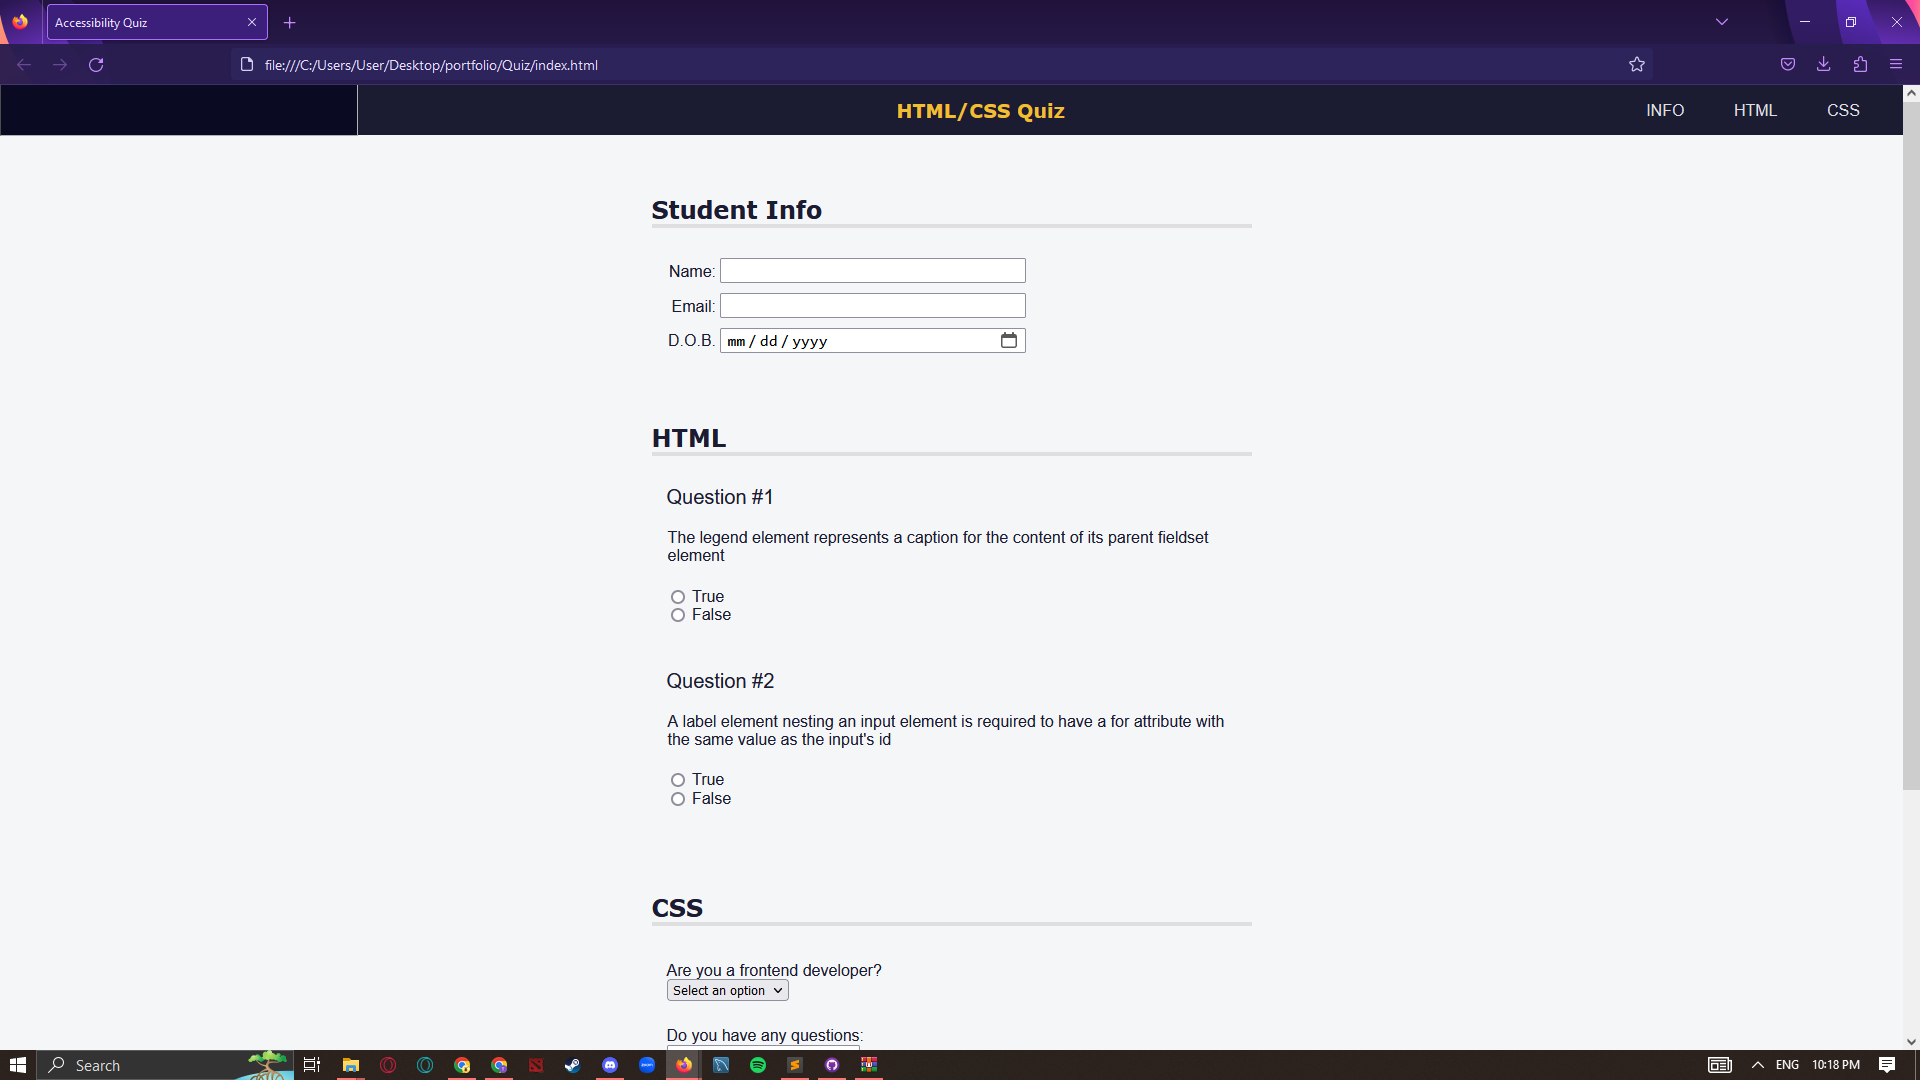 Accessibility Quiz
file:///C:/Users/User/Desktop/portfolio/Quiz/index.html
HTML/CSS Quiz
INFO HTML CSS
Student Info
Name:
Email:
D.O.B. mm / dd / yyyy
HTML
Question #1
The legend element represents a caption for the content of its parent fieldset
element
True
False
Question #2
A label element nesting an input element is required to have a for attribute with
the same value as the input's id
True
False
CSS
Are you a frontend developer?
Select an option
Do you have any questions:
Search
ENG 10:18 PM